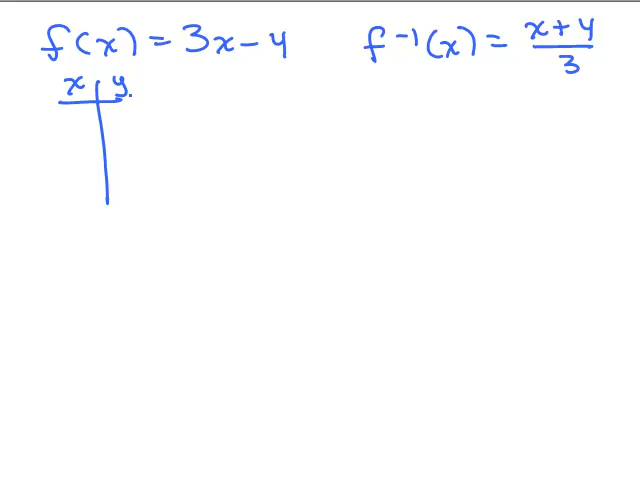 f(x) = 3x - 4
f⁻¹(x) = (x + 4)/3
x | y